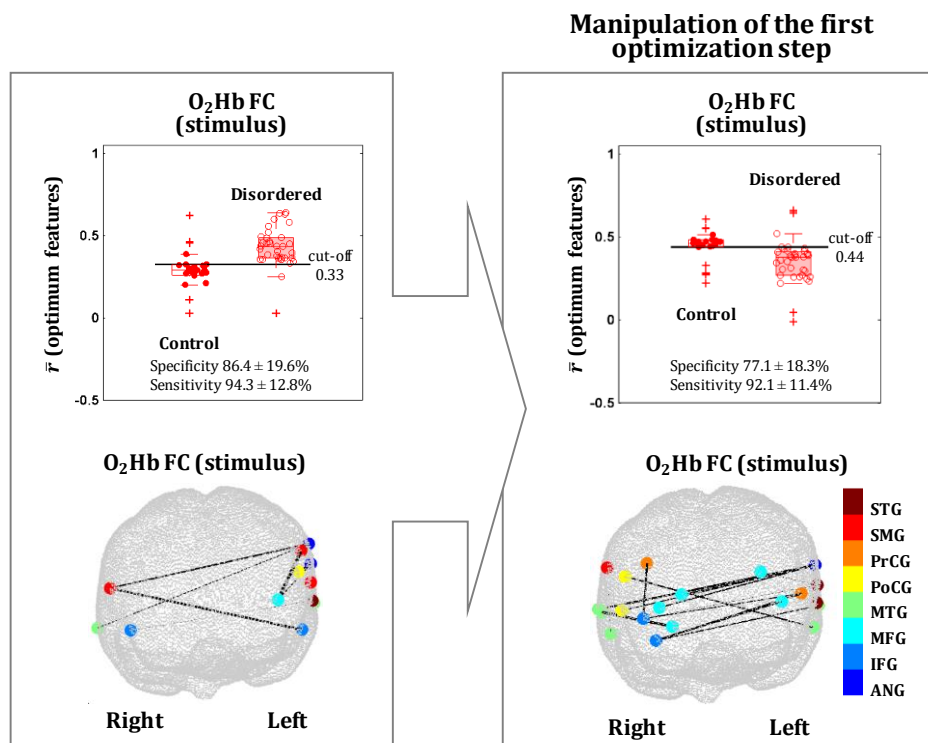 Manipulation of the first
optimization step
O₂Hb FC
(stimulus)
1
0.5
0
-0.5
r̄ (optimum features)
Disordered
cut-off
0.33
Control
Specificity 86.4 ± 19.6%
Sensitivity 94.3 ± 12.8%
O₂Hb FC (stimulus)
Right Left
O₂Hb FC
(stimulus)
1
0.5
0
-0.5
r̄ (optimum features)
Disordered
cut-off
0.44
Control
Specificity 77.1 ± 18.3%
Sensitivity 92.1 ± 11.4%
O₂Hb FC (stimulus)
STG
SMG
PrCG
PoCG
MTG
MFG
IFG
ANG
Right Left